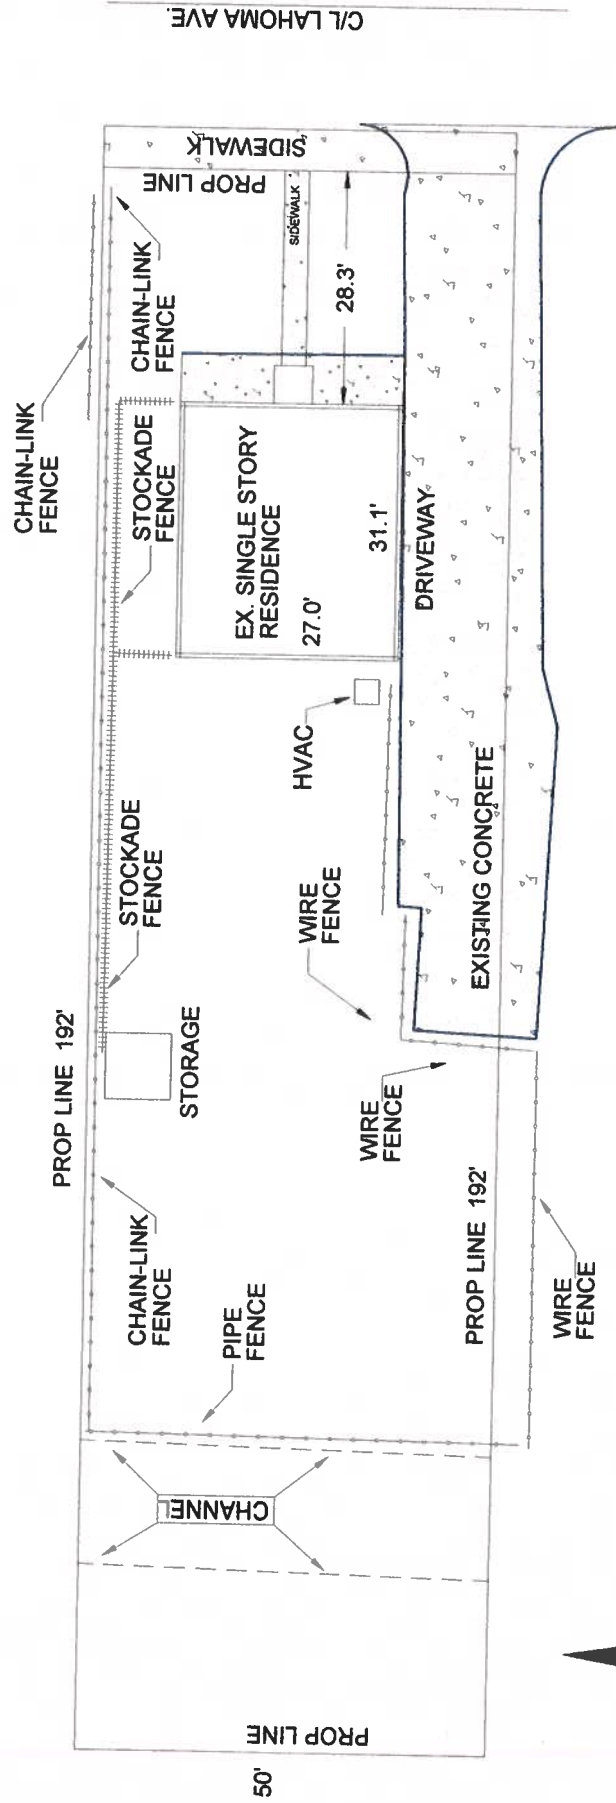 C/L LAHOMA AVE.
SIDEWALK
PROP LINE
SIDEWALK
28.3'
CHAIN-LINK
FENCE
CHAIN-LINK
FENCE
STOCKADE
FENCE
EX. SINGLE STORY
RESIDENCE
27.0'
31.1'
DRIVEWAY
HVAC
EXISTING CONCRETE
STOCKADE
FENCE
WIRE
FENCE
STORAGE
PROP LINE 192'
WIRE
FENCE
CHAIN-LINK
FENCE
PIPE
FENCE
PROP LINE 192'
WIRE
FENCE
CHANNEL
PROP LINE
50'